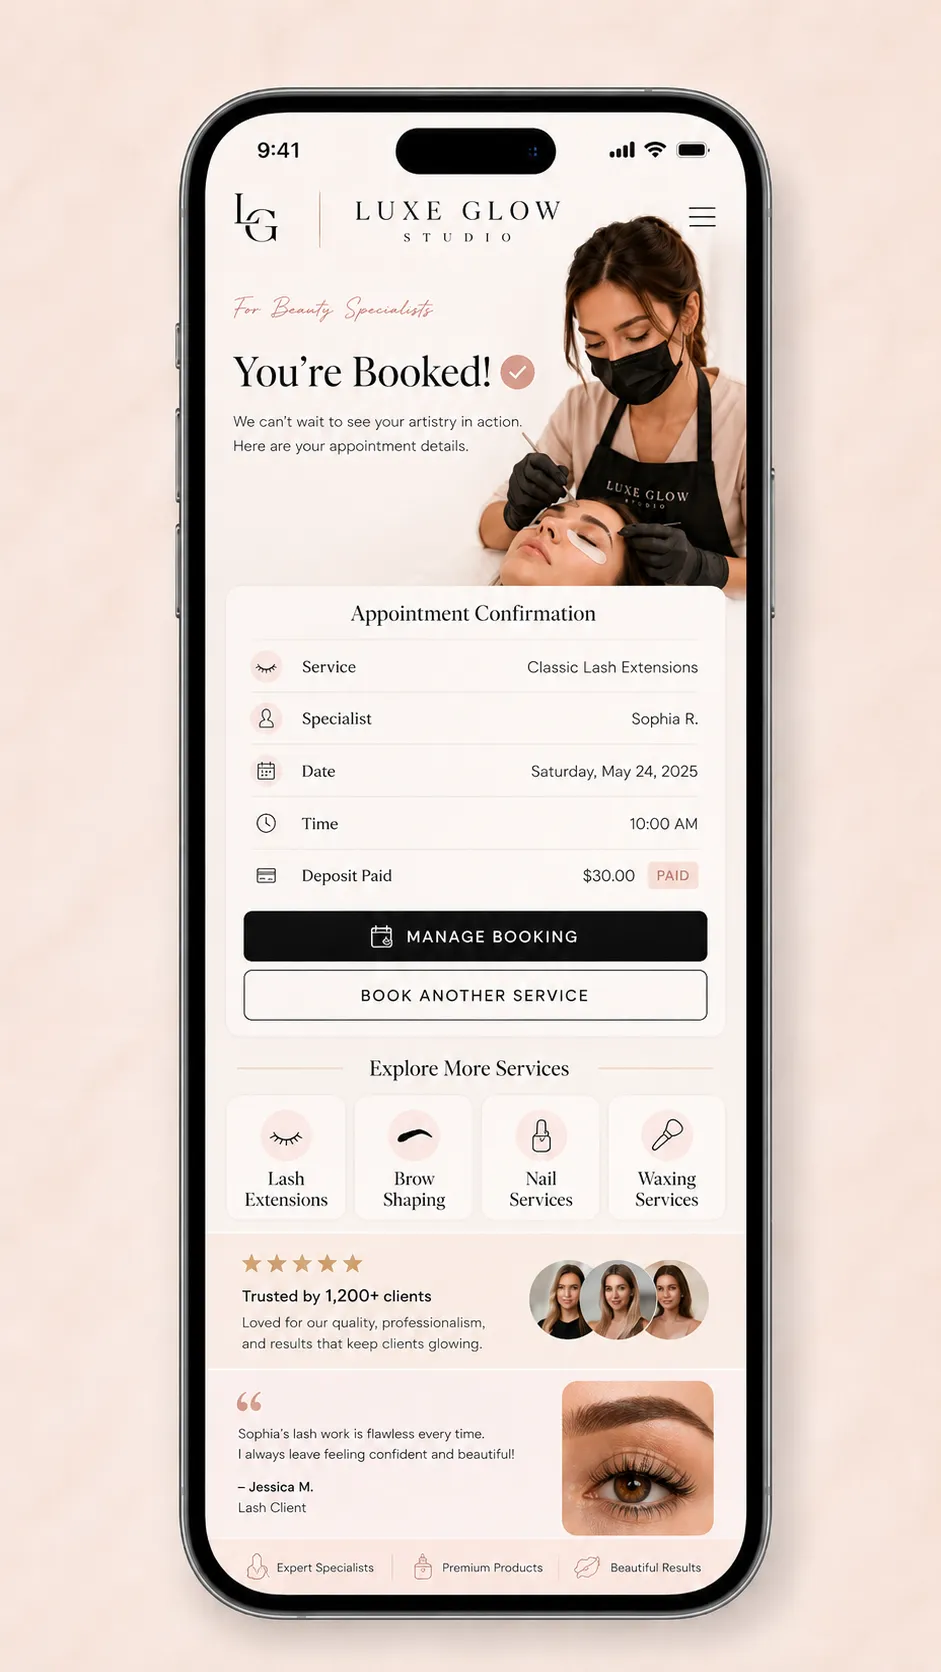 9:41
LG
LUXE GLOW
STUDIO
For Beauty Specialists
You're Booked!
We can't wait to see your artistry in action.
Here are your appointment details.
LUXE GLOW
STUDIO
Appointment Confirmation
Service Classic Lash Extensions
Specialist Sophia R.
Date Saturday, May 24, 2025
Time 10:00 AM
Deposit Paid $30.00 PAID
MANAGE BOOKING
BOOK ANOTHER SERVICE
Explore More Services
Lash
Extensions
Brow
Shaping
Nail
Services
Waxing
Services
Trusted by 1,200+ clients
Loved for our quality, professionalism,
and results that keep clients glowing.
“
Sophia's lash work is flawless every time.
I always leave feeling confident and beautiful!
– Jessica M.
Lash Client
Expert Specialists
Premium Products
Beautiful Results